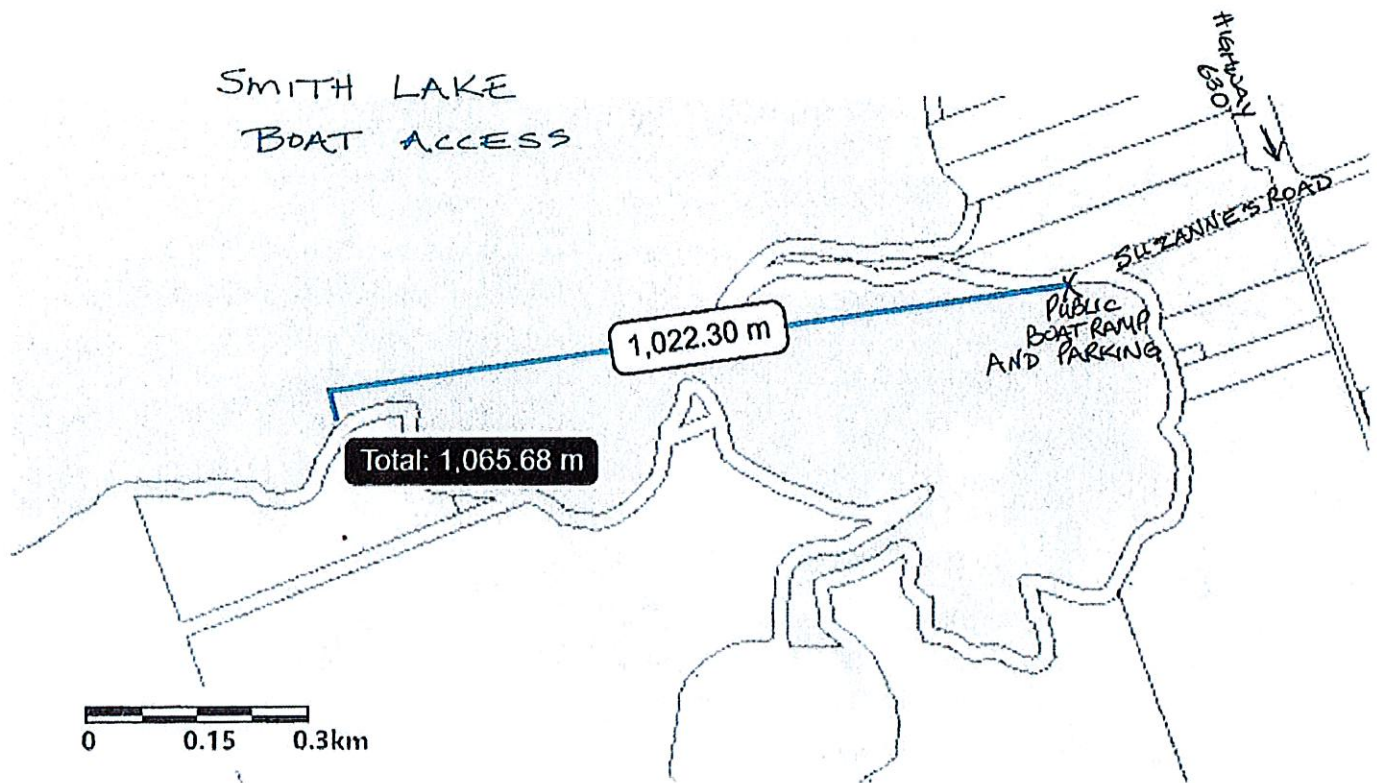 SMITH LAKE
BOAT ACCESS
HIGHWAY
630
SUZANNE'S ROAD
PUBLIC
BOAT RAMP
AND PARKING
1,022.30 m
Total: 1,065.68 m
0 0.15 0.3km